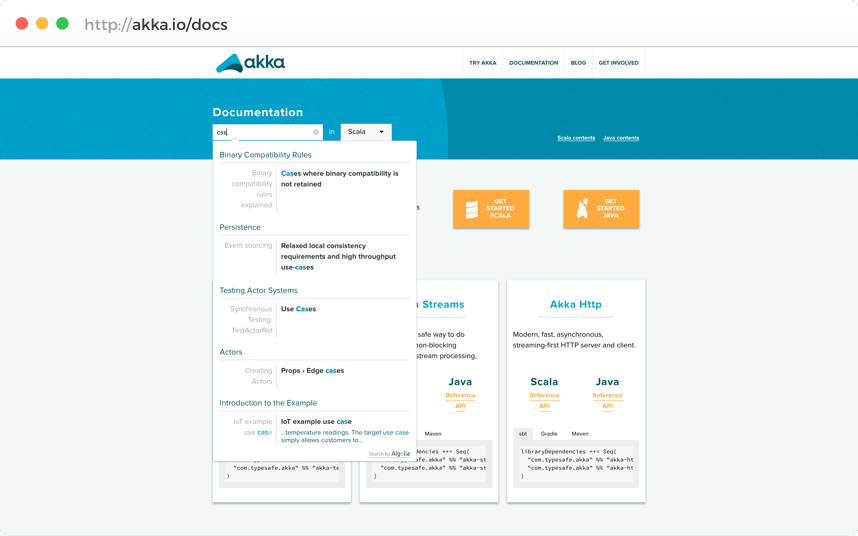 http://akka.io/docs
akka
TRY AKKA DOCUMENTATION BLOG GET INVOLVED
Documentation
css in Scala
Scala contents Java contents
Binary Compatibility Rules
Binary compatibility rules explained
Cases where binary compatibility is
not retained
Persistence
Event sourcing
Relaxed local consistency
requirements and high throughput
use-cases
Testing Actor Systems
Synchronous
Testing:
TestActorRef
Use Cases
Actors
Creating
Actors
Props › Edge cases
Introduction to the Example
IoT example
use case
IoT example use case
...temperature readings. The target use case
simply allows customers to...
Search by Algolia
GET
STARTED
SCALA
GET
STARTED
JAVA
Streams
safe way to do
on-blocking
stream processing.
Java
Reference
API
Maven
dencies ++= Seq(
"com.typesafe.akka" %% "akka-te
)
.akka" %% "akka-st
"com.typesafe.akka" %% "akka-st
)
Akka Http
Modern, fast, asynchronous,
streaming-first HTTP server and client.
Scala Java
Reference Reference
API API
sbt Gradle Maven
libraryDependencies ++= Seq(
"com.typesafe.akka" %% "akka-ht
"com.typesafe.akka" %% "akka-ht
)